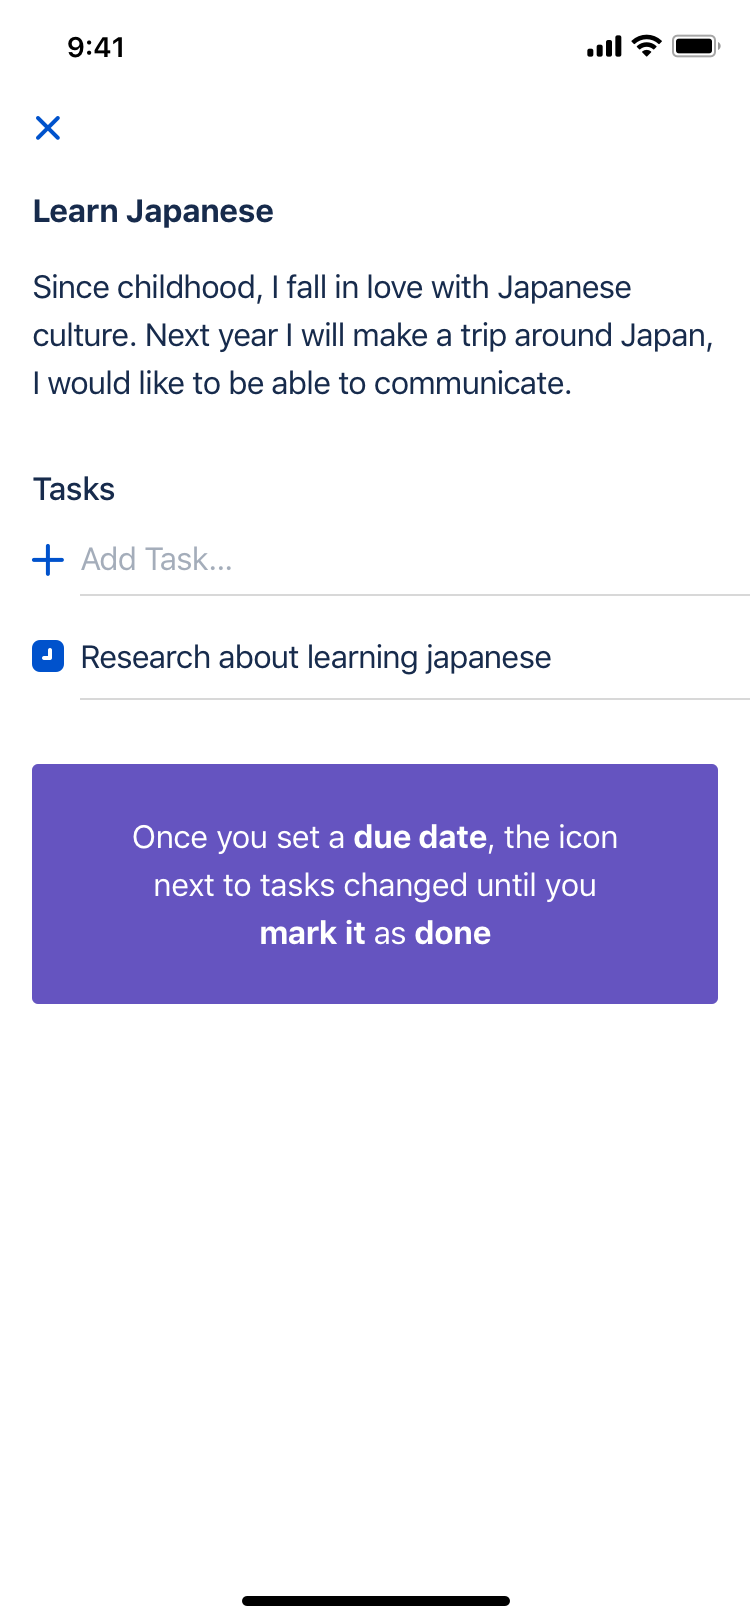 9:41
Learn Japanese
Since childhood, I fall in love with Japanese
culture. Next year I will make a trip around Japan,
I would like to be able to communicate.
Tasks
Add Task...
Research about learning japanese
Once you set a due date, the icon
next to tasks changed until you
mark it as done